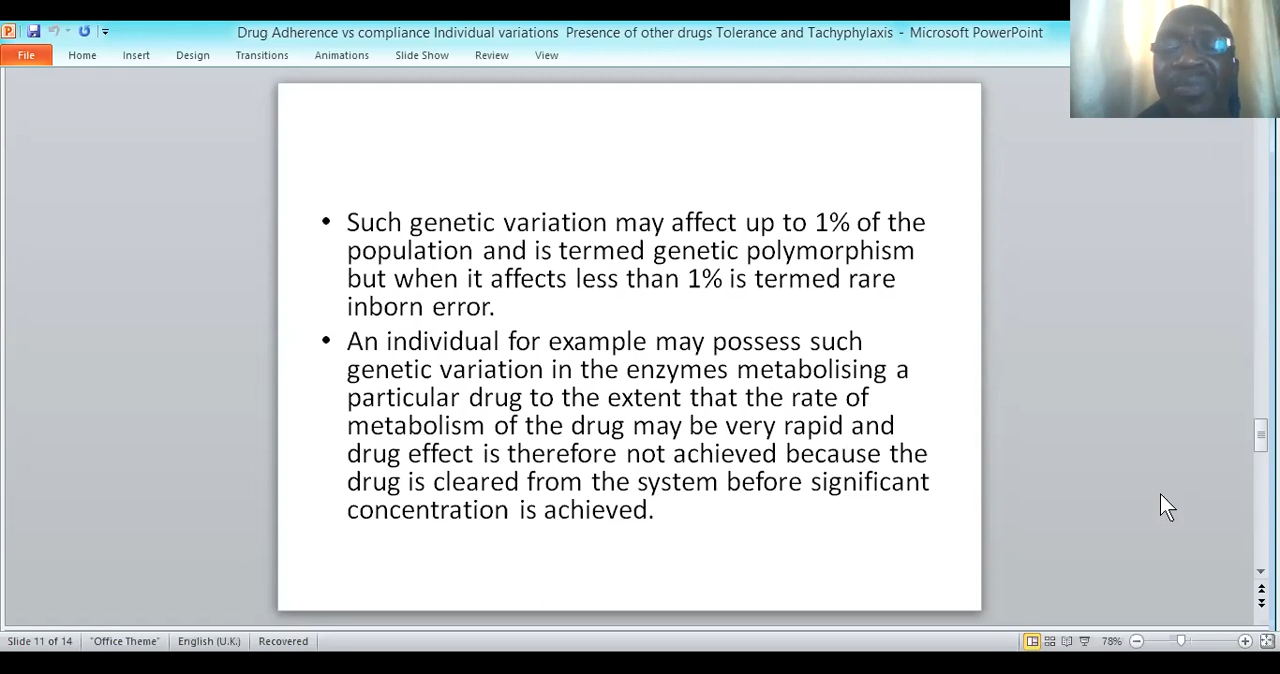 Drug Adherence vs compliance Individual variations  Presence of other drugs Tolerance and Tachyphylaxis  -  Microsoft PowerPoint
File Home Insert Design Transitions Animations Slide Show Review View
• Such genetic variation may affect up to 1% of the
population and is termed genetic polymorphism
but when it affects less than 1% is termed rare
inborn error.
• An individual for example may possess such
genetic variation in the enzymes metabolising a
particular drug to the extent that the rate of
metabolism of the drug may be very rapid and
drug effect is therefore not achieved because the
drug is cleared from the system before significant
concentration is achieved.
Slide 11 of 14 "Office Theme" English (U.K.) Recovered 78%